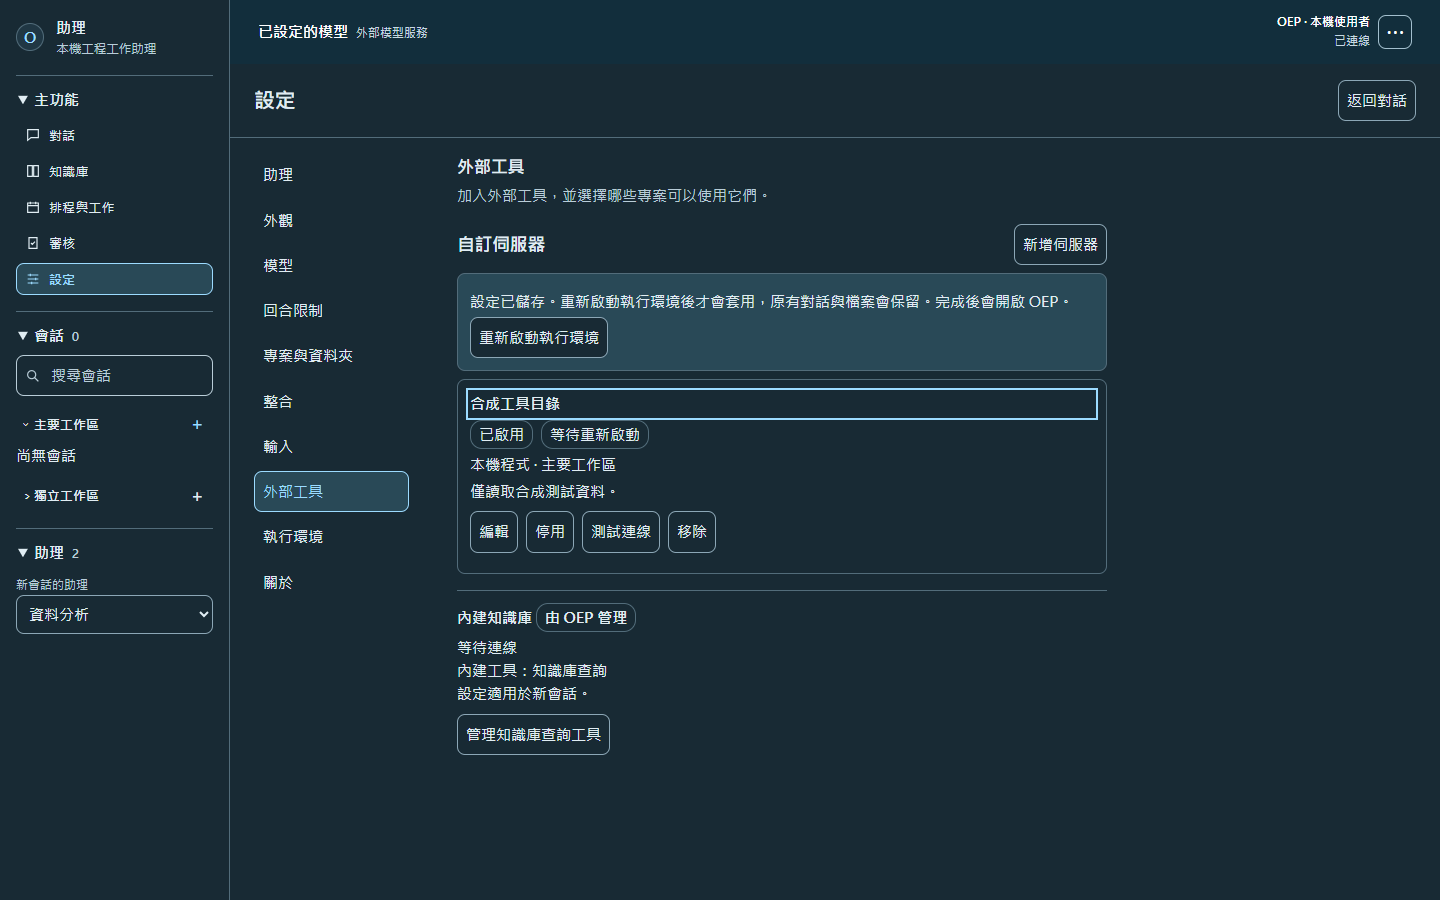 O
助理
本機工程工作助理
▼ 主功能
對話
知識庫
排程與工作
審核
設定
▼ 會話 0
搜尋會話
主要工作區 +
尚無會話
獨立工作區 +
▼ 助理 2
新會話的助理
資料分析
已設定的模型 外部模型服務
OEP · 本機使用者
已連線
···
設定
返回對話
助理
外觀
模型
回合限制
專案與資料夾
整合
輸入
外部工具
執行環境
關於
外部工具
加入外部工具，並選擇哪些專案可以使用它們。
自訂伺服器
新增伺服器
設定已儲存。重新啟動執行環境後才會套用，原有對話與檔案會保留。完成後會開啟 OEP。
重新啟動執行環境
合成工具目錄
已啟用 等待重新啟動
本機程式 · 主要工作區
僅讀取合成測試資料。
編輯 停用 測試連線 移除
內建知識庫 由 OEP 管理
等待連線
內建工具：知識庫查詢
設定適用於新會話。
管理知識庫查詢工具